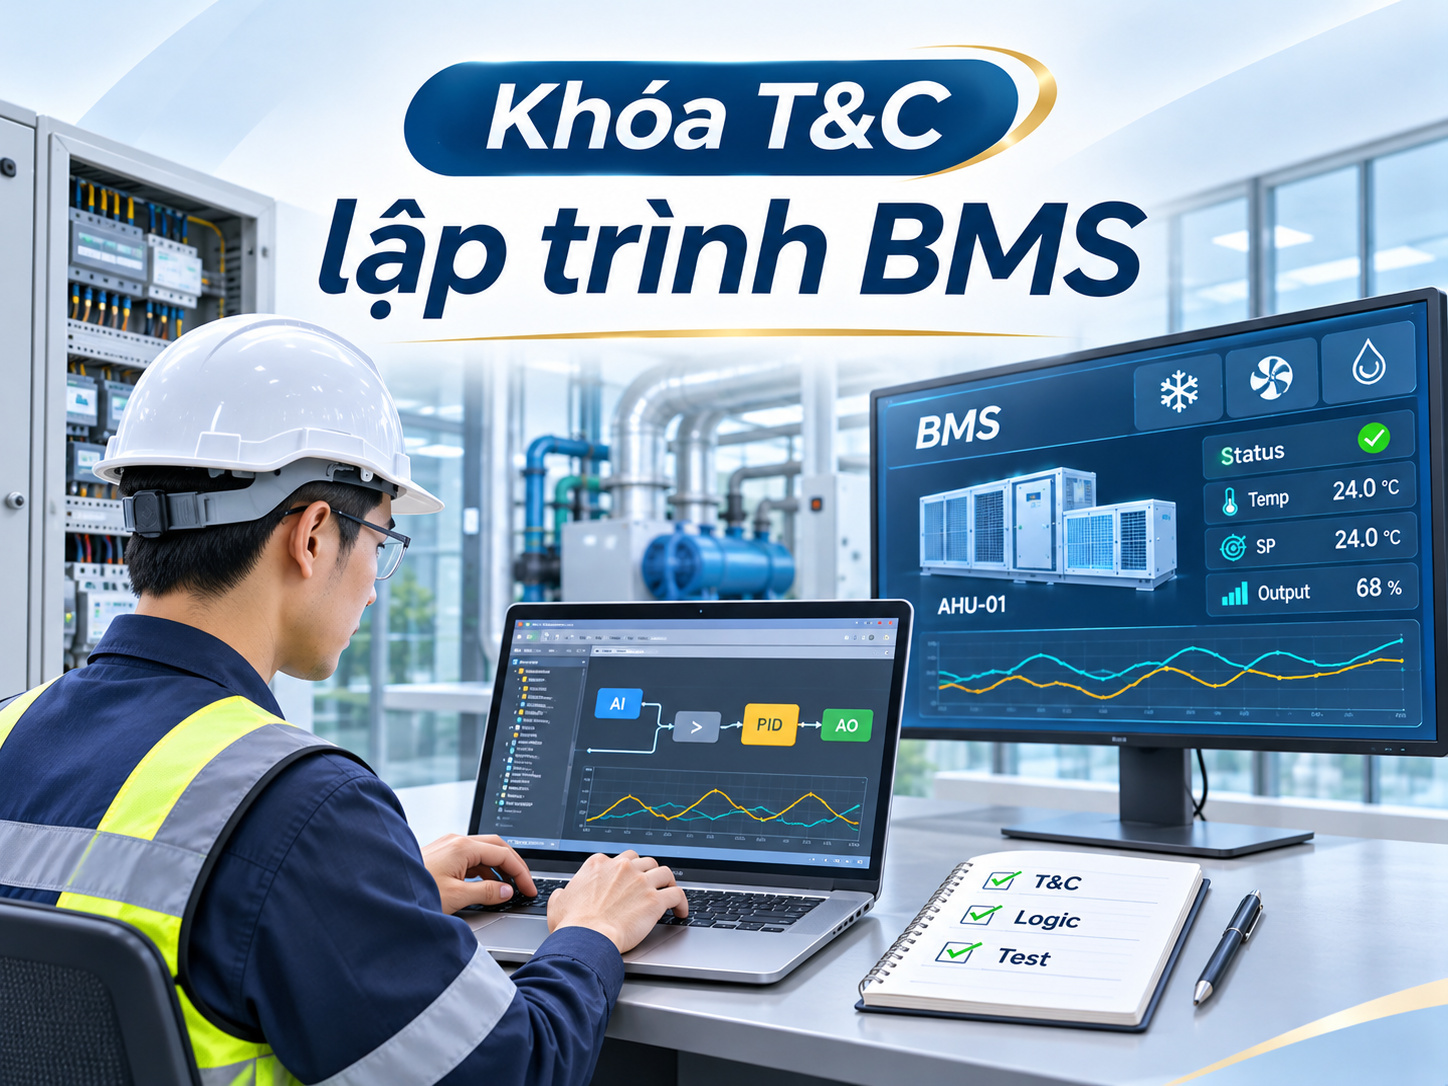 Khóa T&C
lập trình BMS
BMS
Status
Temp 24.0 °C
SP 24.0 °C
Output 68 %
AHU-01
AI
>
PID
AO
T&C
Logic
Test